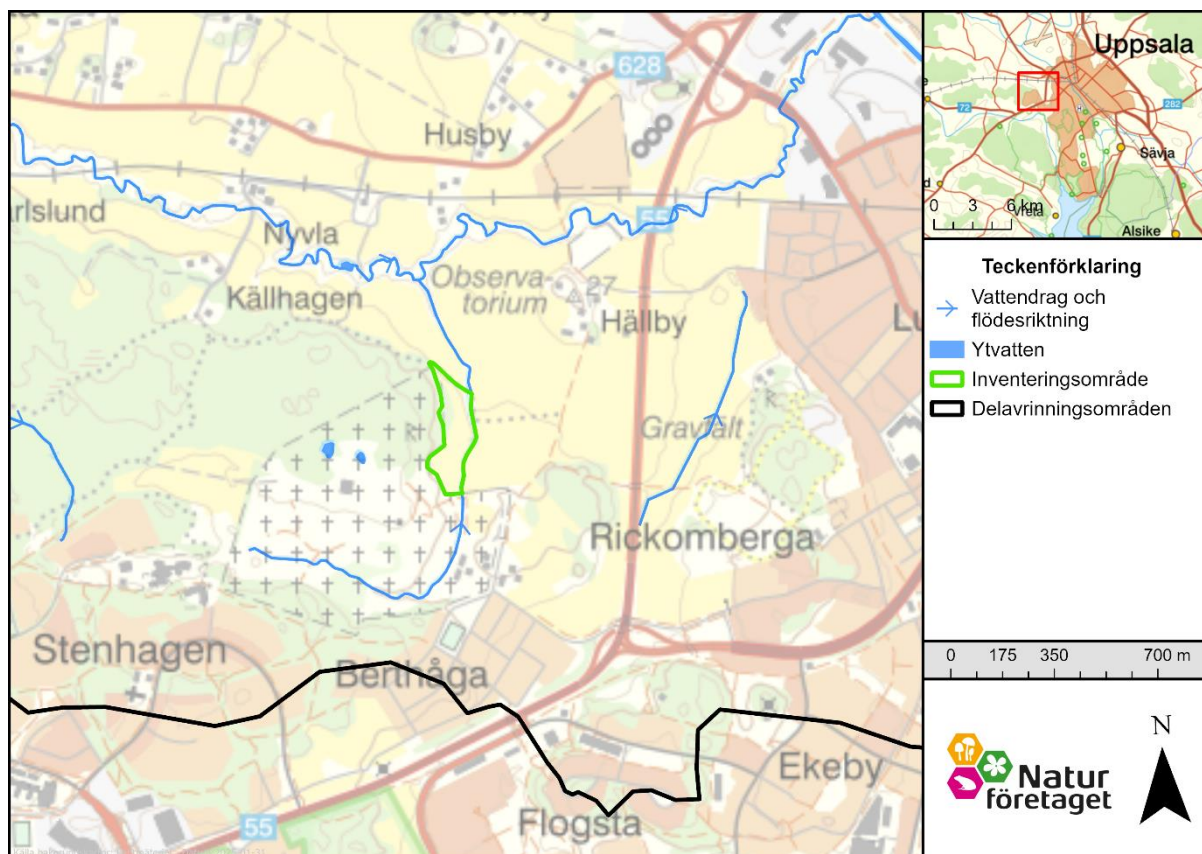 628
Husby
55
arlslund
Nyvla
Observa-
torium
27
Källhagen
Hällby
Gravfält
Rickomberga
Stenhagen
Berthåga
Ekeby
Flogsta
55
Uppsala
72
282
Sävja
0 3 6 km
Vreta
Alsike
Teckenförklaring
Vattendrag och
flödesriktning
Ytvatten
Inventeringsområde
Delavrinningsområden
0 175 350 700 m
N
Natur
företaget